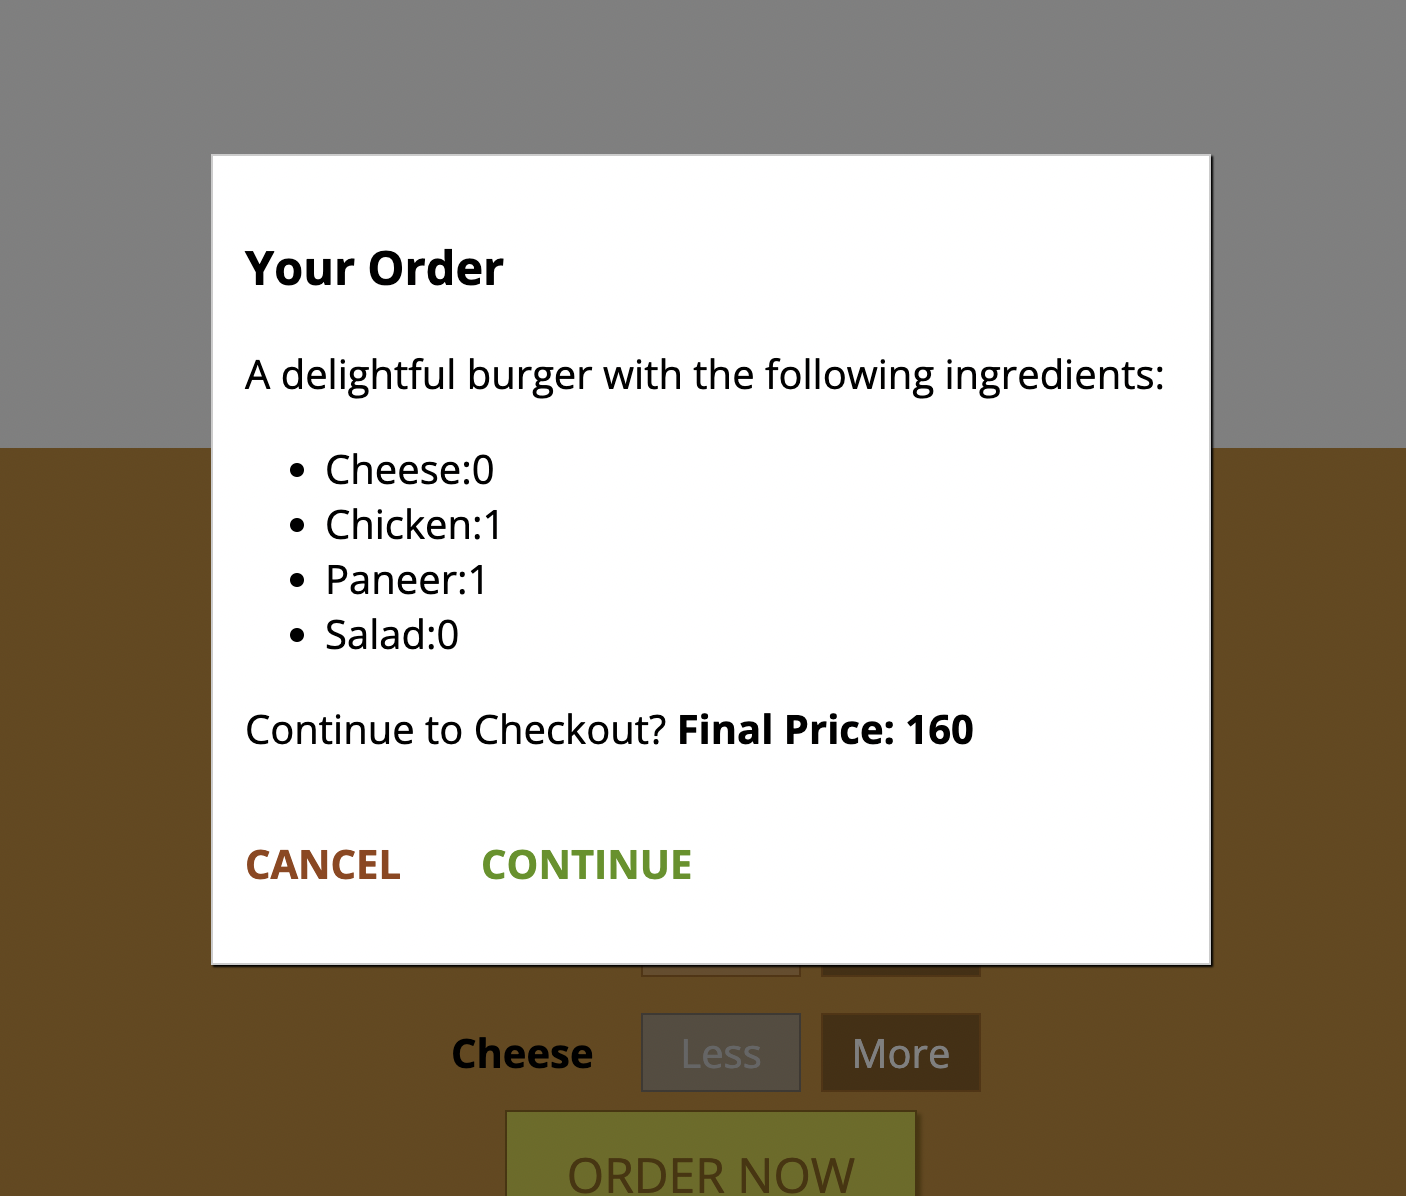 Your Order
A delightful burger with the following ingredients:
Cheese:0
Chicken:1
Paneer:1
Salad:0
Continue to Checkout? Final Price: 160
CANCEL CONTINUE
Cheese Less More
ORDER NOW